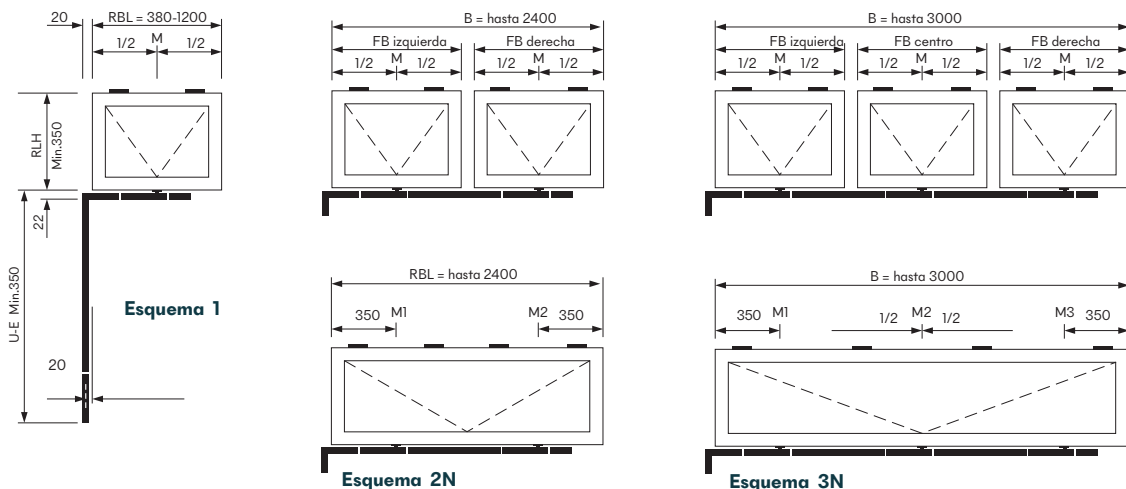 20
RBL = 380-1200
1/2 M 1/2
RLH
Min.350
22
U-E Min.350
20
Esquema 1
B = hasta 2400
FB izquierda FB derecha
1/2 M 1/2 1/2 M 1/2
RBL = hasta 2400
350 M1 M2 350
Esquema 2N
B = hasta 3000
FB izquierda FB centro FB derecha
1/2 M 1/2 1/2 M 1/2 1/2 M 1/2
B = hasta 3000
350 M1 1/2 M2 1/2 M3 350
Esquema 3N